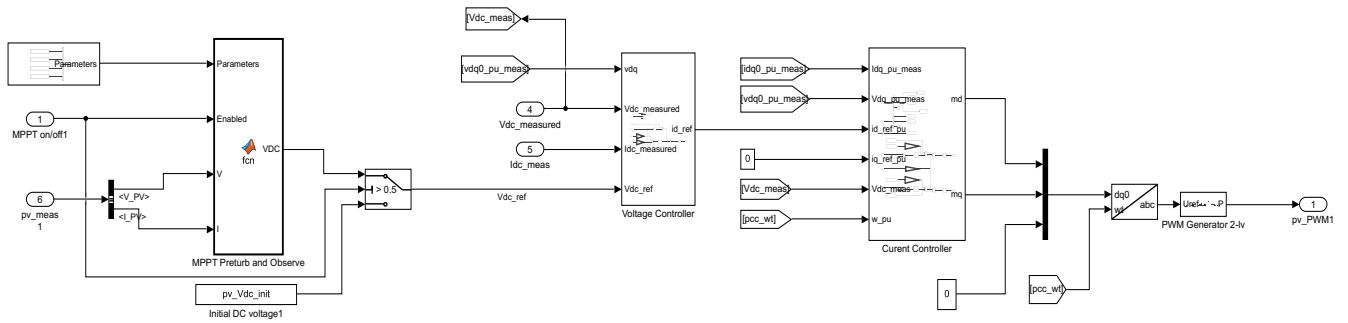 Parameters
Parameters
1
MPPT on/off1
Enabled
fcn
VDC
V
I
<V_PV>
<I_PV>
6
pv_meas
1
MPPT Preturb and Observe
pv_Vdc_init
Initial DC voltage1
> 0.5
Vdc_ref
[Vdc_meas]
[vdq0_pu_meas]
4
Vdc_measured
5
Idc_meas
vdq
Vdc_measured
Idc_measured
Vdc_ref
id_ref
Voltage Controller
[idq0_pu_meas]
[vdq0_pu_meas]
0
[Vdc_meas]
[pcc_wt]
Idq_pu_meas
Vdq_pu_meas
id_ref_pu
iq_ref_pu
Vdc_meas
w_pu
md
mq
Curent Controller
0
[pcc_wt]
dq0
wt
abc
Uref
P
PWM Generator 2-lv
1
pv_PWM1